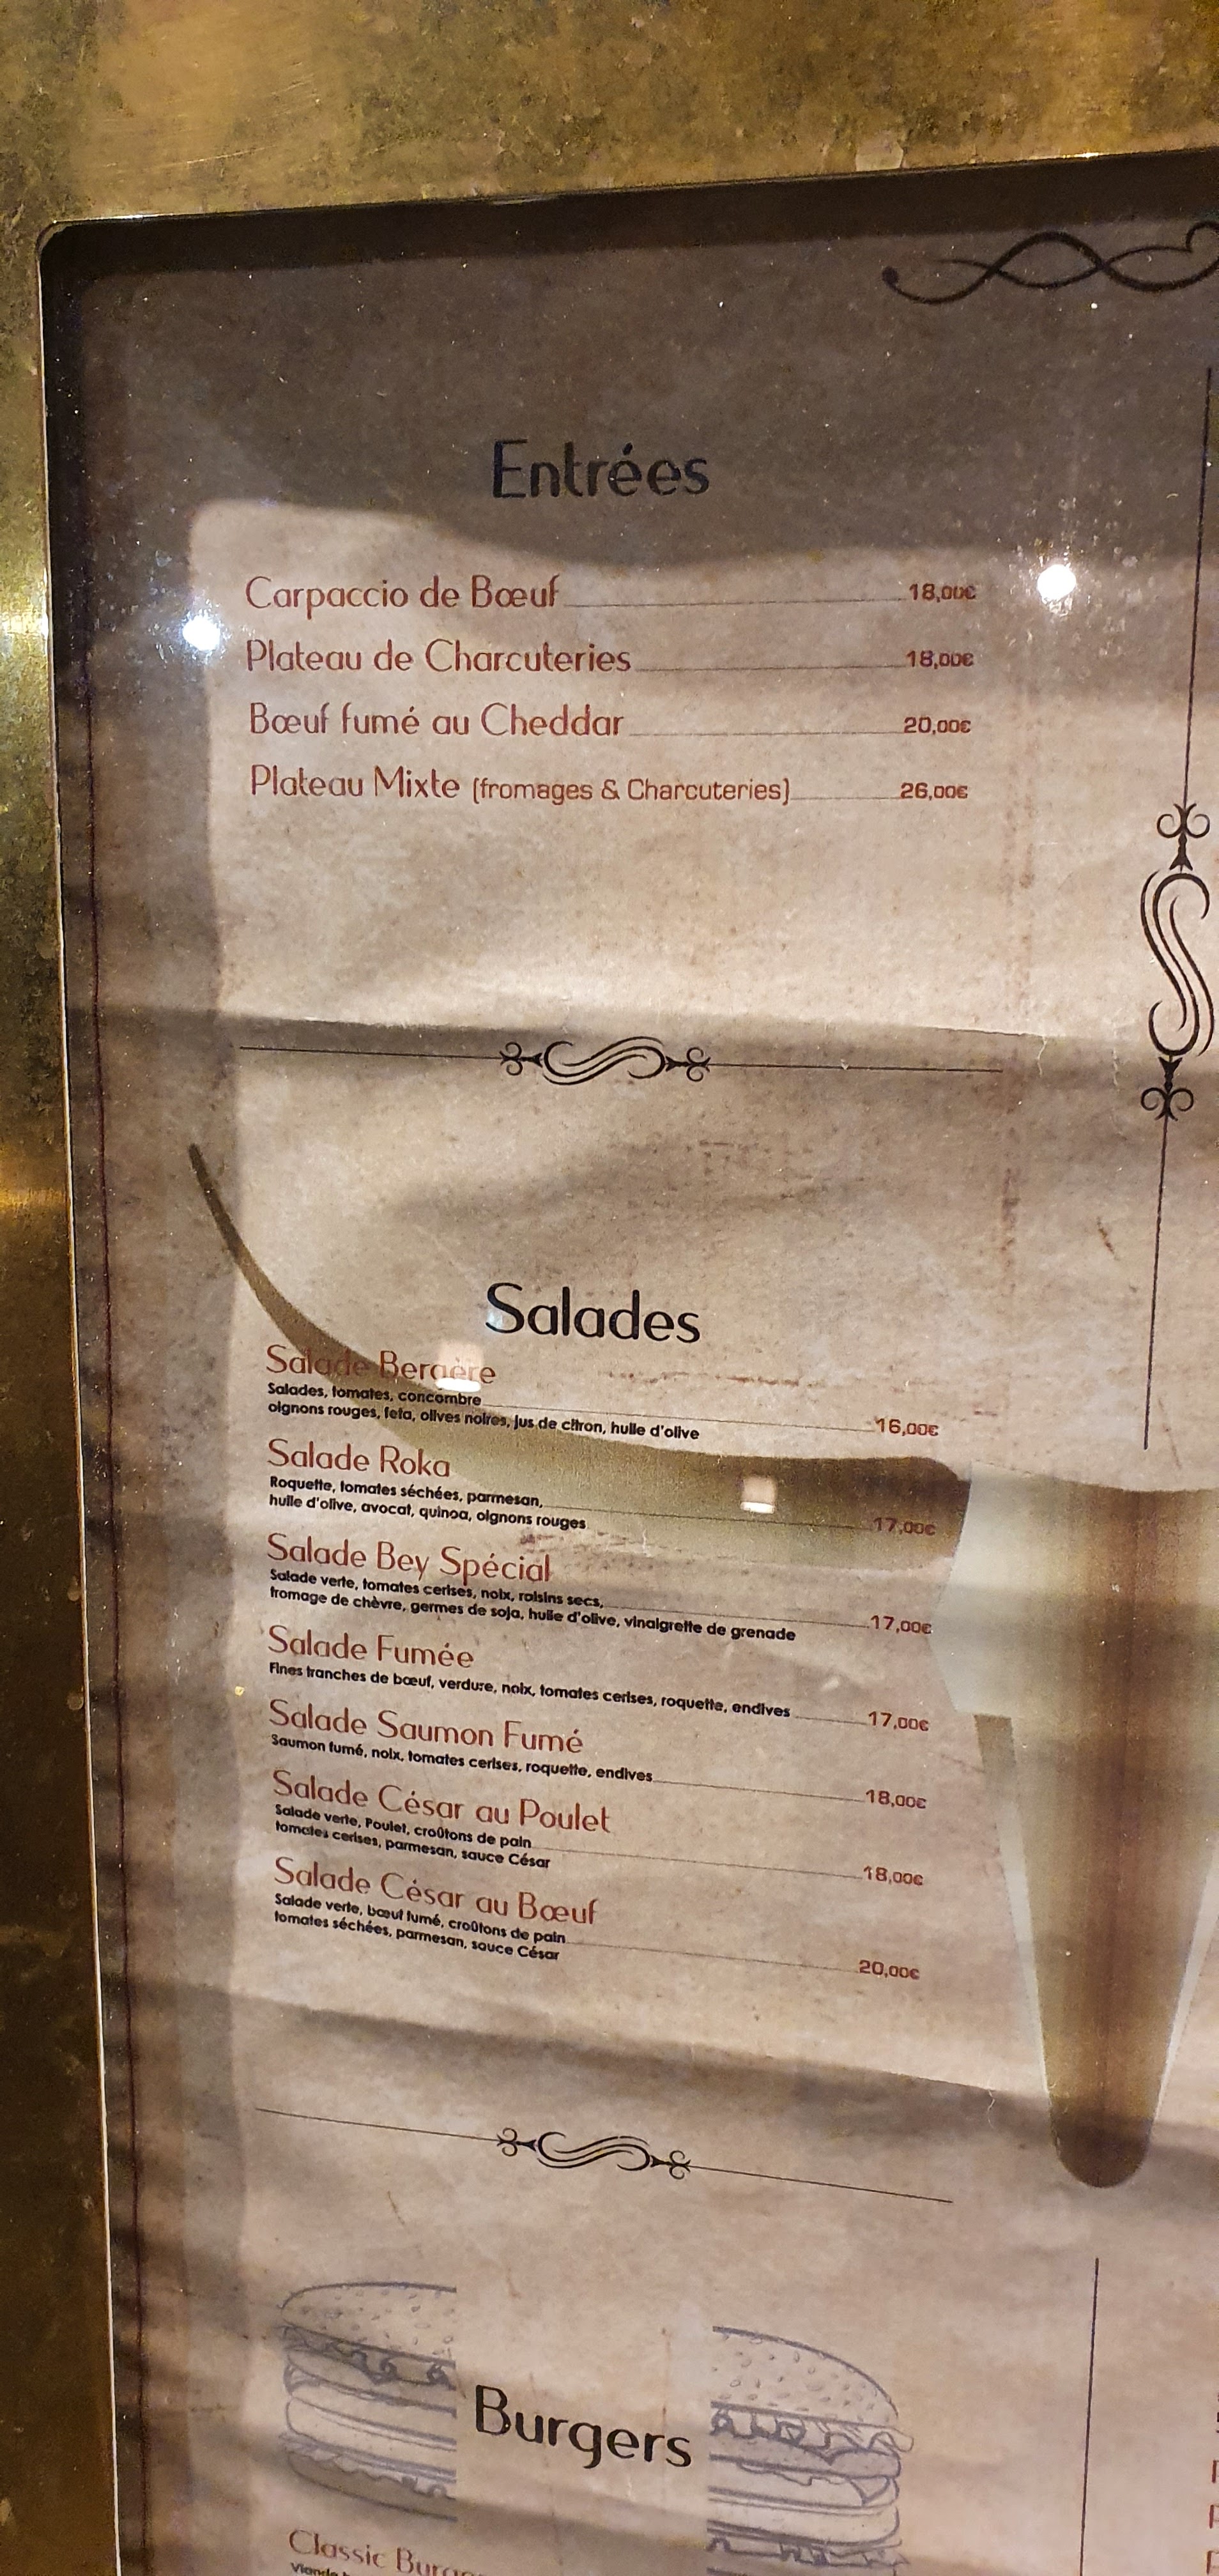 Entrées
Carpaccio de Bœuf 18,00€
Plateau de Charcuteries 18,00€
Bœuf fumé au Cheddar 20,00€
Plateau Mixte (fromages & Charcuteries) 26,00€
Salades
Salade Bergère
Salades, tomates, concombre
oignons rouges, feta, olives noires, jus de citron, huile d'olive 16,00€
Salade Roka
Roquette, tomates séchées, parmesan,
huile d'olive, avocat, quinoa, oignons rouges 17,00€
Salade Bey Spécial
Salade verte, tomates cerises, noix, raisins secs,
fromage de chèvre, germes de soja, huile d'olive, vinaigrette de grenade 17,00€
Salade Fumée
Fines tranches de bœuf, verdure, noix, tomates cerises, roquette, endives 17,00€
Salade Saumon Fumé
Saumon fumé, noix, tomates cerises, roquette, endives 18,00€
Salade César au Poulet
Salade verte, Poulet, croûtons de pain
tomates cerises, parmesan, sauce César 18,00€
Salade César au Bœuf
Salade verte, bœuf fumé, croûtons de pain
tomates séchées, parmesan, sauce César 20,00€
Burgers
Classic